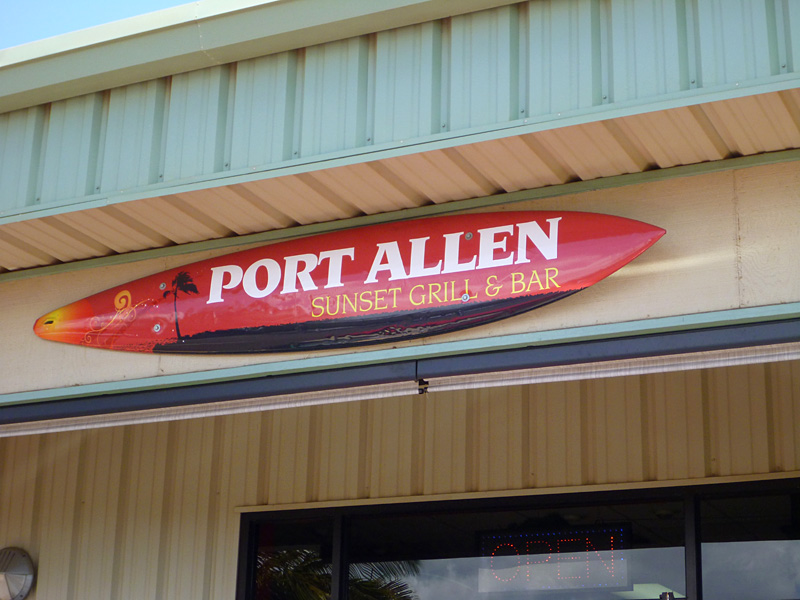 PORT ALLEN
SUNSET GRILL & BAR
OPEN